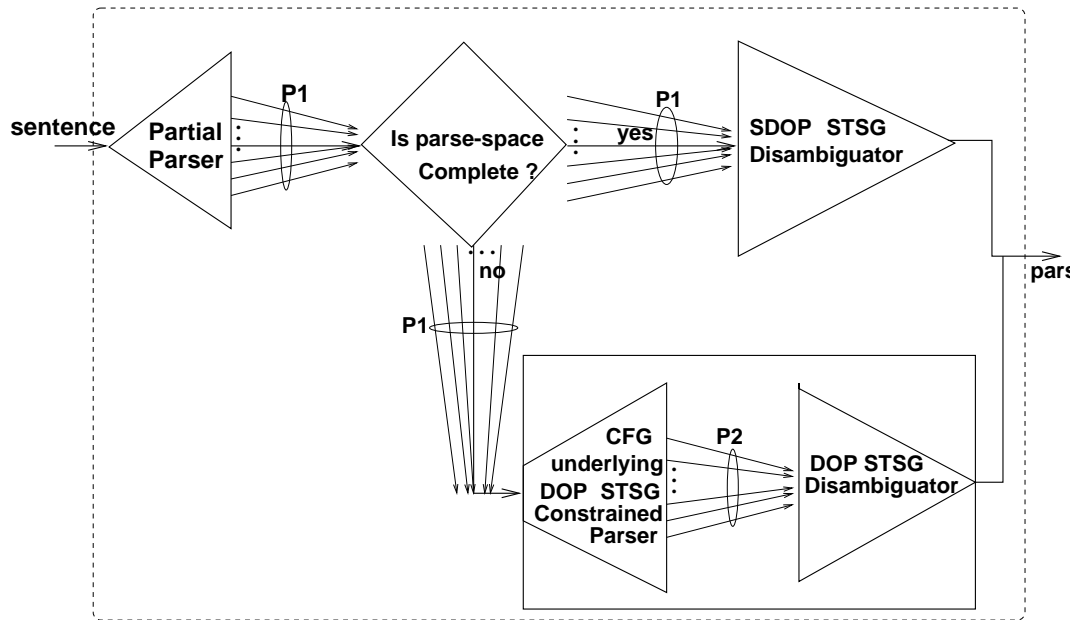 sentence
Partial
Parser
P1
Is parse-space
Complete ?
P1
yes
SDOP STSG
Disambiguator
no
P1
pars
CFG
underlying
DOP STSG
Constrained
Parser
P2
DOP STSG
Disambiguator